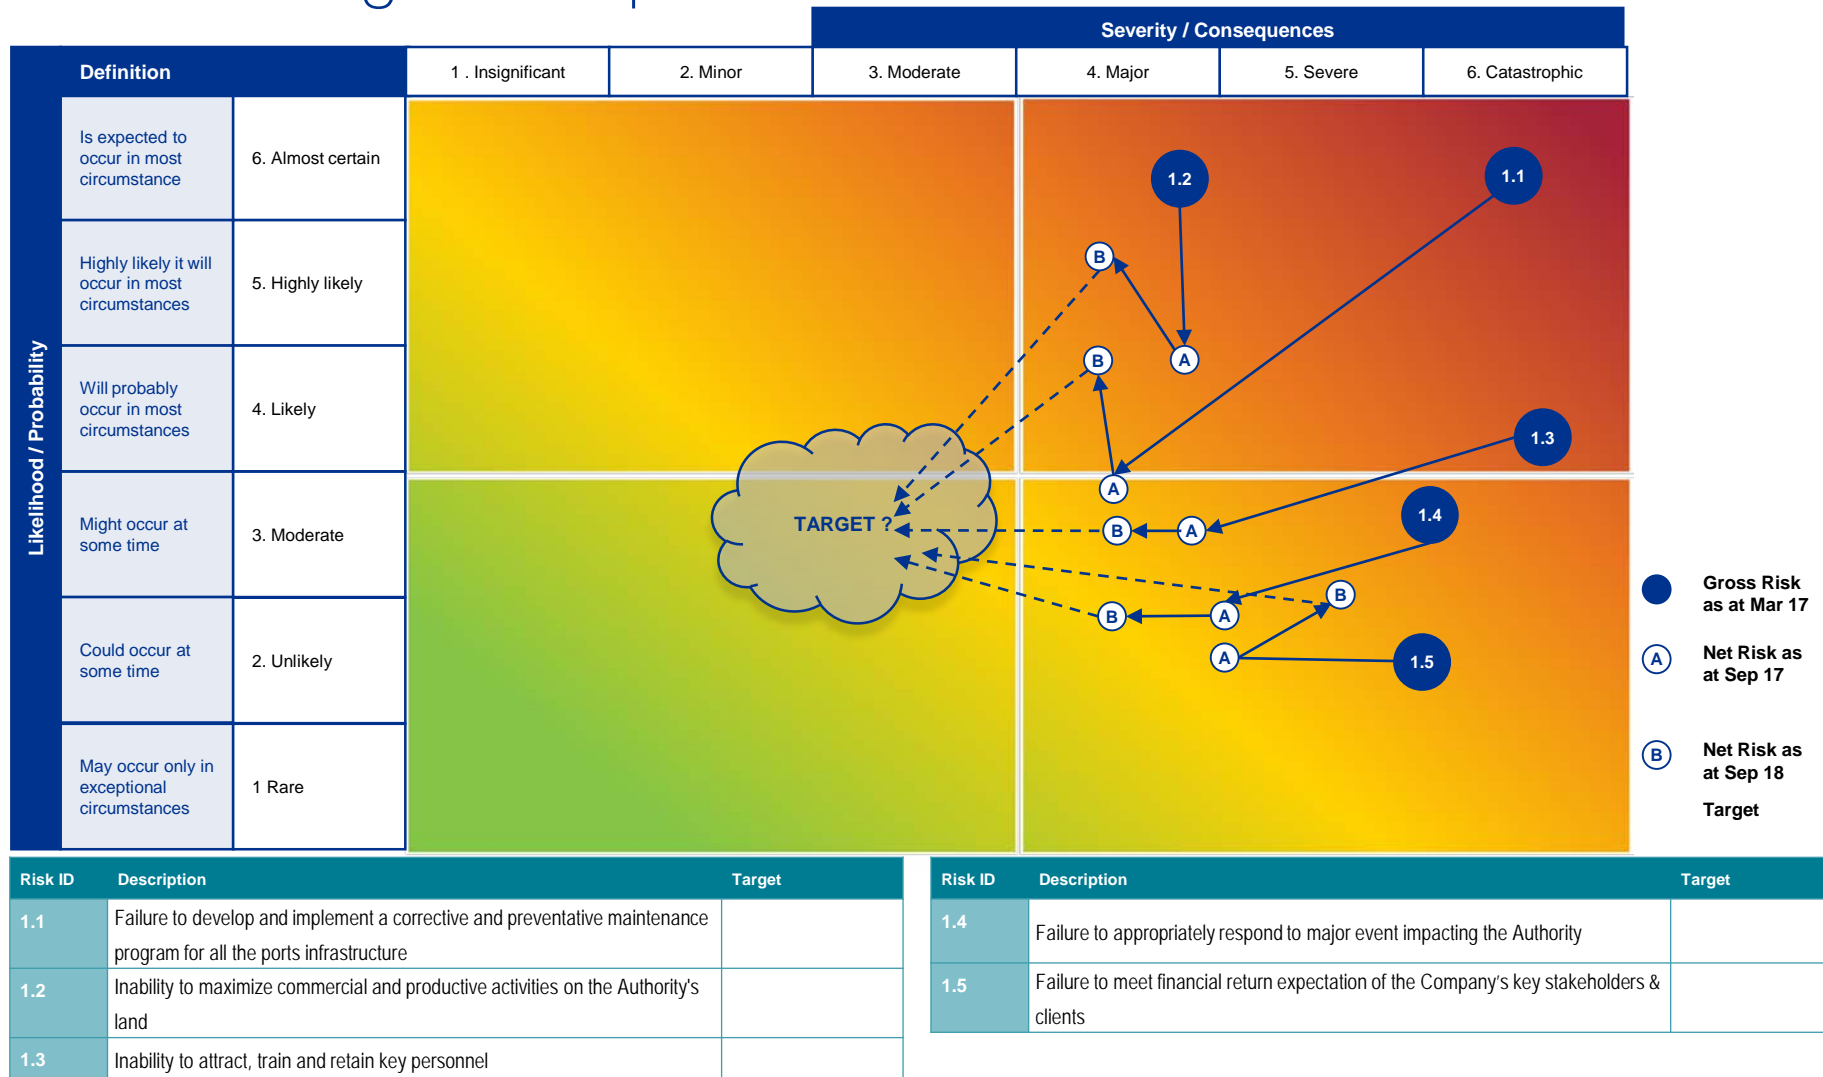 Severity / Consequences
Definition
1 . Insignificant
2. Minor
3. Moderate
4. Major
5. Severe
6. Catastrophic
Likelihood / Probability
Is expected to
occur in most
circumstance
6. Almost certain
Highly likely it will
occur in most
circumstances
5. Highly likely
Will probably
occur in most
circumstances
4. Likely
Might occur at
some time
3. Moderate
Could occur at
some time
2. Unlikely
May occur only in
exceptional
circumstances
1 Rare
1.2
1.1
B
B
A
1.3
A
1.4
TARGET ?
B
A
B
B
A
A
1.5
Gross Risk
as at Mar 17
A
Net Risk as
at Sep 17
B
Net Risk as
at Sep 18
Target
Risk ID
Description
Target
1.1
Failure to develop and implement a corrective and preventative maintenance
program for all the ports infrastructure
1.2
Inability to maximize commercial and productive activities on the Authority's
land
1.3
Inability to attract, train and retain key personnel
Risk ID
Description
Target
1.4
Failure to appropriately respond to major event impacting the Authority
1.5
Failure to meet financial return expectation of the Company's key stakeholders &
clients